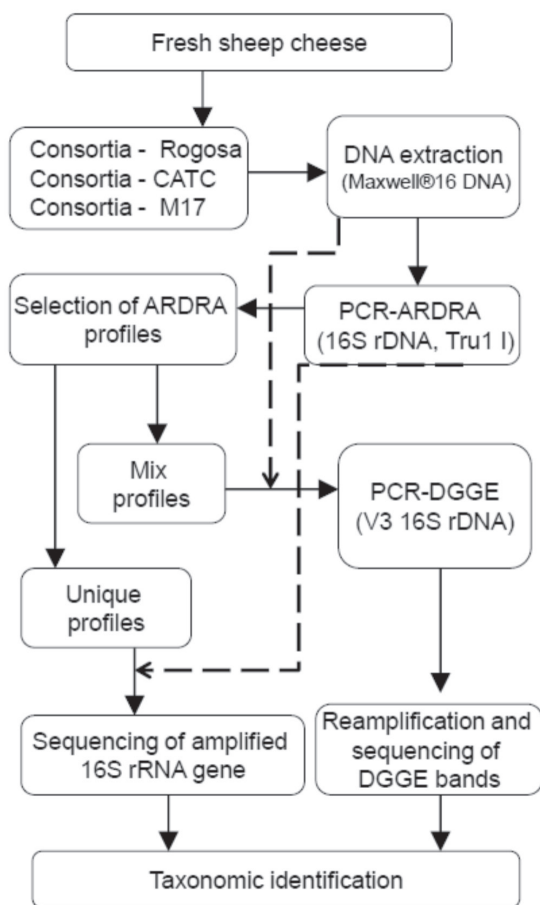 Fresh sheep cheese
Consortia - Rogosa
Consortia - CATC
Consortia - M17
DNA extraction
(Maxwell®16 DNA)
Selection of ARDRA
profiles
PCR-ARDRA
(16S rDNA, Tru1 I)
Mix
profiles
PCR-DGGE
(V3 16S rDNA)
Unique
profiles
Sequencing of amplified
16S rRNA gene
Reamplification and
sequencing of
DGGE bands
Taxonomic identification